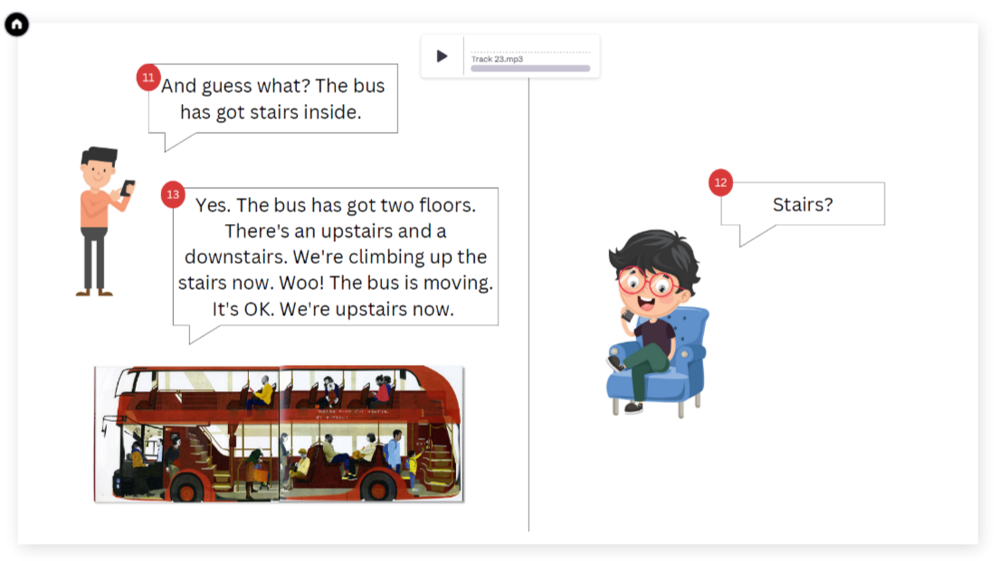 Track 23.mp3
11
And guess what? The bus
has got stairs inside.
12
Stairs?
13
Yes. The bus has got two floors.
There's an upstairs and a
downstairs. We're climbing up the
stairs now. Woo! The bus is moving.
It's OK. We're upstairs now.